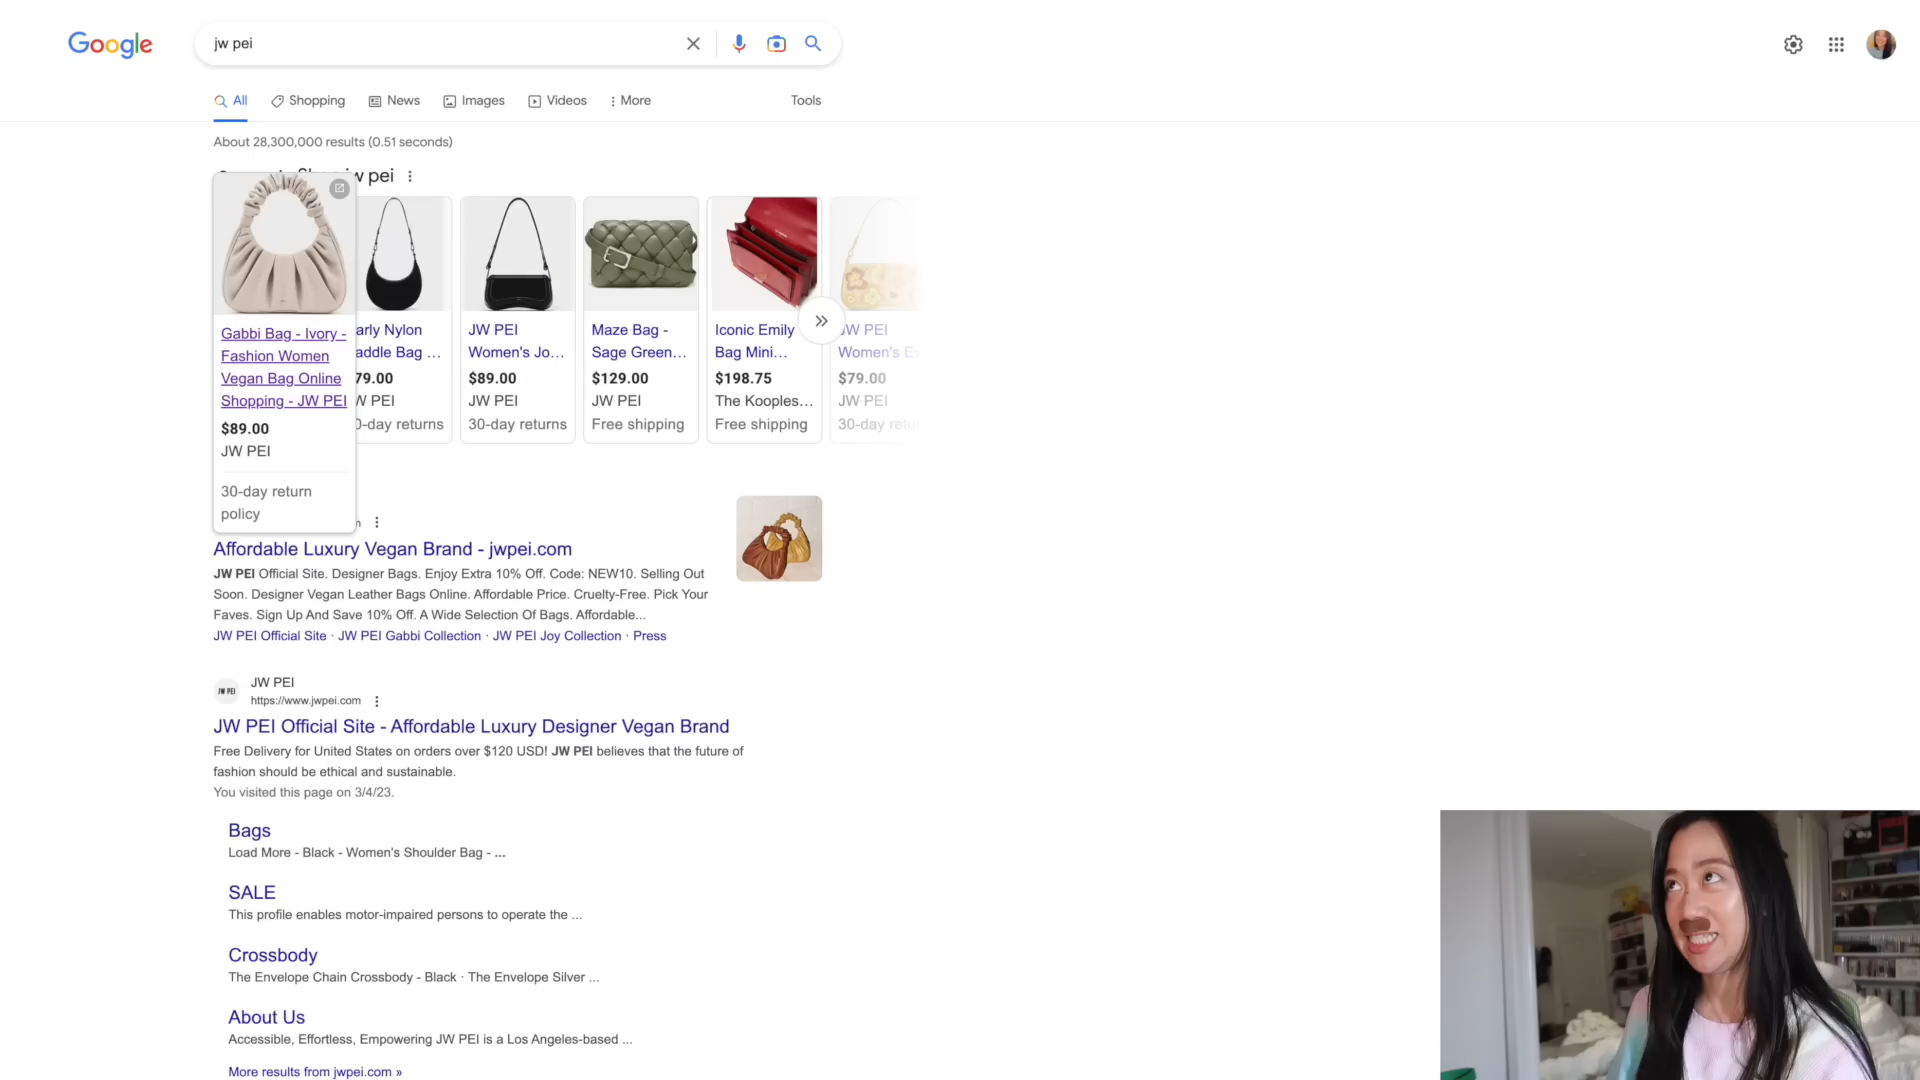 Google
jw pei
All
Shopping
News
Images
Videos
More
Tools
About 28,300,000 results (0.51 seconds)
pei
Gabbi Bag - Ivory -
Fashion Women
Vegan Bag Online
Shopping - JW PEI
$89.00
JW PEI
30-day return
policy
arly Nylon
addle Bag ...
79.00
PEI
0-day returns
JW PEI
Women's Jo...
$89.00
JW PEI
30-day returns
Maze Bag -
Sage Green...
$129.00
JW PEI
Free shipping
Iconic Emily
Bag Mini...
$198.75
The Kooples...
Free shipping
JW PEI
Women's E
$79.00
JW PEI
30-day retu
Affordable Luxury Vegan Brand - jwpei.com
JW PEI Official Site. Designer Bags. Enjoy Extra 10% Off. Code: NEW10. Selling Out
Soon. Designer Vegan Leather Bags Online. Affordable Price. Cruelty-Free. Pick Your
Faves. Sign Up And Save 10% Off. A Wide Selection Of Bags. Affordable...
JW PEI Official Site · JW PEI Gabbi Collection · JW PEI Joy Collection · Press
JW PEI
JW PEI
https://www.jwpei.com
JW PEI Official Site - Affordable Luxury Designer Vegan Brand
Free Delivery for United States on orders over $120 USD! JW PEI believes that the future of
fashion should be ethical and sustainable.
You visited this page on 3/4/23.
Bags
Load More - Black - Women's Shoulder Bag - ...
SALE
This profile enables motor-impaired persons to operate the ...
Crossbody
The Envelope Chain Crossbody - Black · The Envelope Silver ...
About Us
Accessible, Effortless, Empowering JW PEI is a Los Angeles-based ...
More results from jwpei.com »